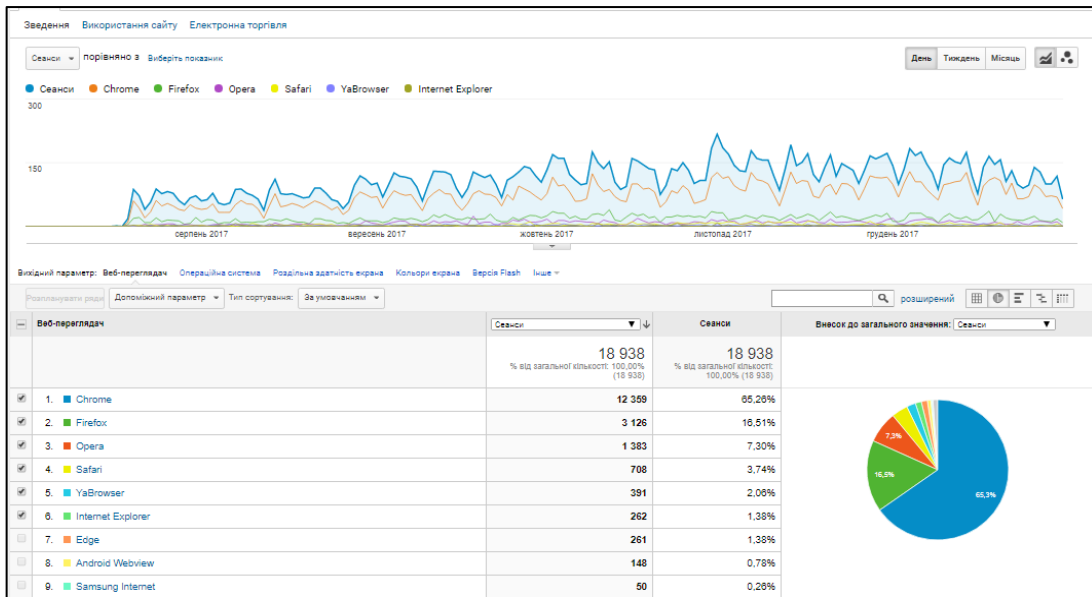 Зведення Використання сайту Електронна торгівля
Сеанси порівняно з Виберіть показник День Тиждень Місяць
Сеанси Chrome Firefox Opera Safari YaBrowser Internet Explorer
300
150
серпень 2017 вересень 2017 жовтень 2017 листопад 2017 грудень 2017
Вихідний параметр: Веб-переглядач Операційна система Роздільна здатність екрана Кольори екрана Версія Flash Інше
Розпланувати ряди Допоміжний параметр Тип сортування: За умовчанням розширений
Веб-переглядач Сеанси Сеанси Внесок до загального значення: Сеанси
18 938 18 938
% від загальної кількості: 100,00% (18 938) % від загальної кількості: 100,00% (18 938)
1. Chrome 12 359 65,26%
2. Firefox 3 126 16,51%
3. Opera 1 383 7,30%
4. Safari 708 3,74%
5. YaBrowser 391 2,06%
6. Internet Explorer 262 1,38%
7. Edge 261 1,38%
8. Android Webview 148 0,78%
9. Samsung Internet 50 0,26%
7,3%
16,5%
65,3%